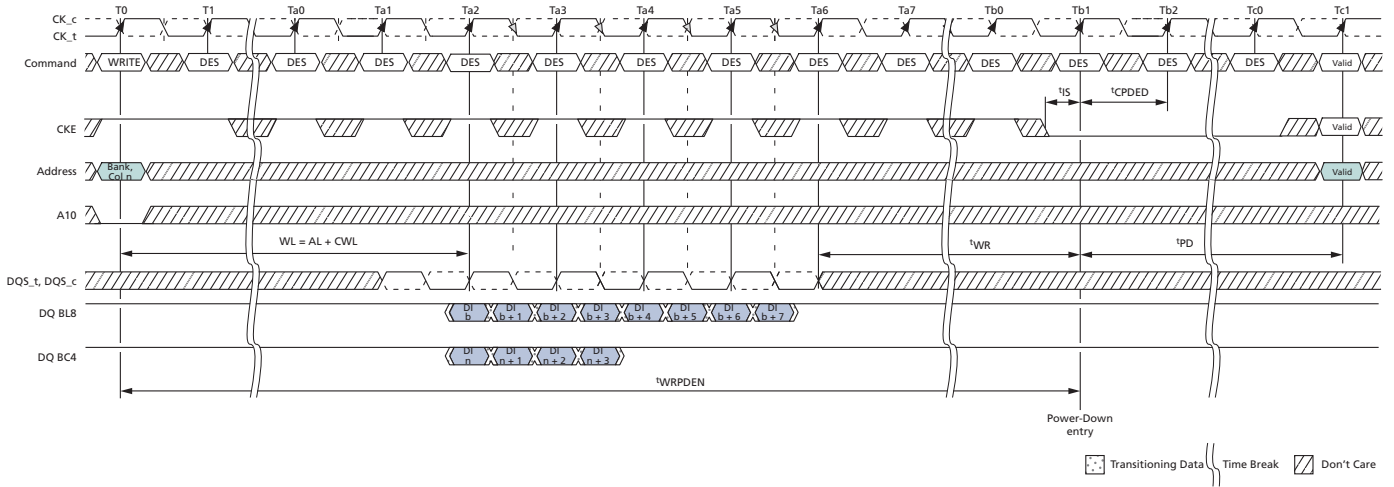 T0 T1 Ta0 Ta1 Ta2 Ta3 Ta4 Ta5 Ta6 Ta7 Tb0 Tb1 Tb2 Tc0 Tc1
CK_c
CK_t
Command WRITE DES DES DES DES DES DES DES DES DES DES DES DES DES Valid
tIS tCPDED
CKE Valid
Address Bank, Col n Valid
A10
WL = AL + CWL tWR tPD
DQS_t, DQS_c
DQ BL8 DI b DI b + 1 DI b + 2 DI b + 3 DI b + 4 DI b + 5 DI b + 6 DI b + 7
DQ BC4 DI n DI n + 1 DI n + 2 DI n + 3
tWRPDEN
Power-Down
entry
Transitioning Data Time Break Don't Care